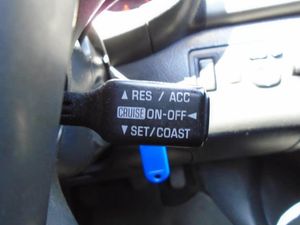 ▲ RES / ACC
CRUISE ON-OFF ◄
▼ SET/COAST